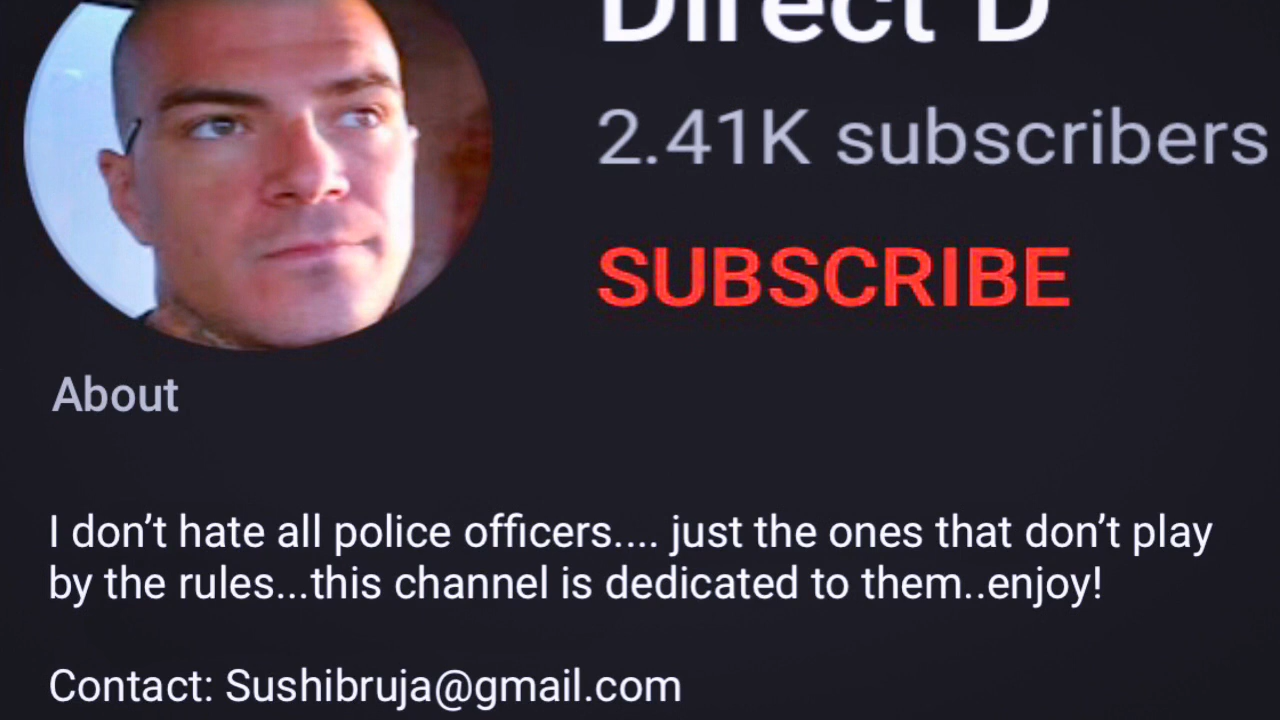 Direct D
2.41K subscribers
SUBSCRIBE
About
I don’t hate all police officers.... just the ones that don’t play
by the rules...this channel is dedicated to them..enjoy!
Contact: Sushibruja@gmail.com